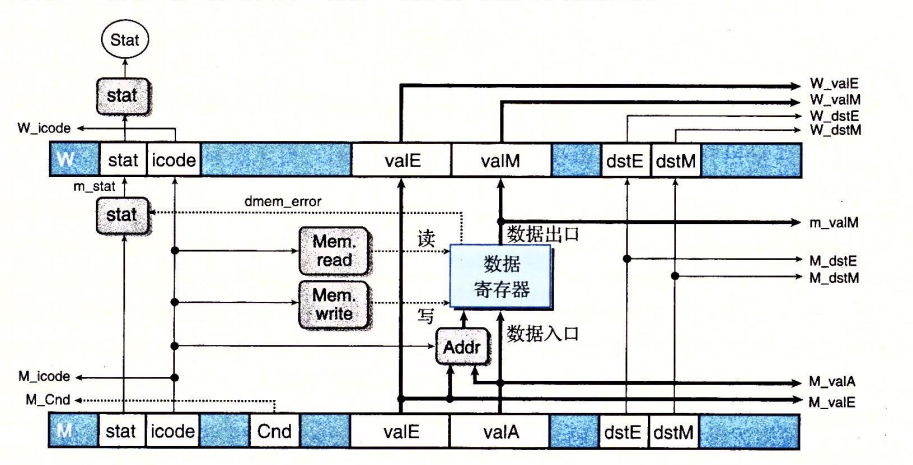 Stat
stat
W_valE
W_valM
W_icode
W_dstE
W_dstM
W stat icode valE valM dstE dstM
m_stat
stat
dmem_error
m_valM
Mem. read
读
数据出口
数据
寄存器
M_dstE
M_dstM
Mem. write
写
数据入口
Addr
M_icode
M_valA
M_Cnd
M_valE
M stat icode Cnd valE valA dstE dstM